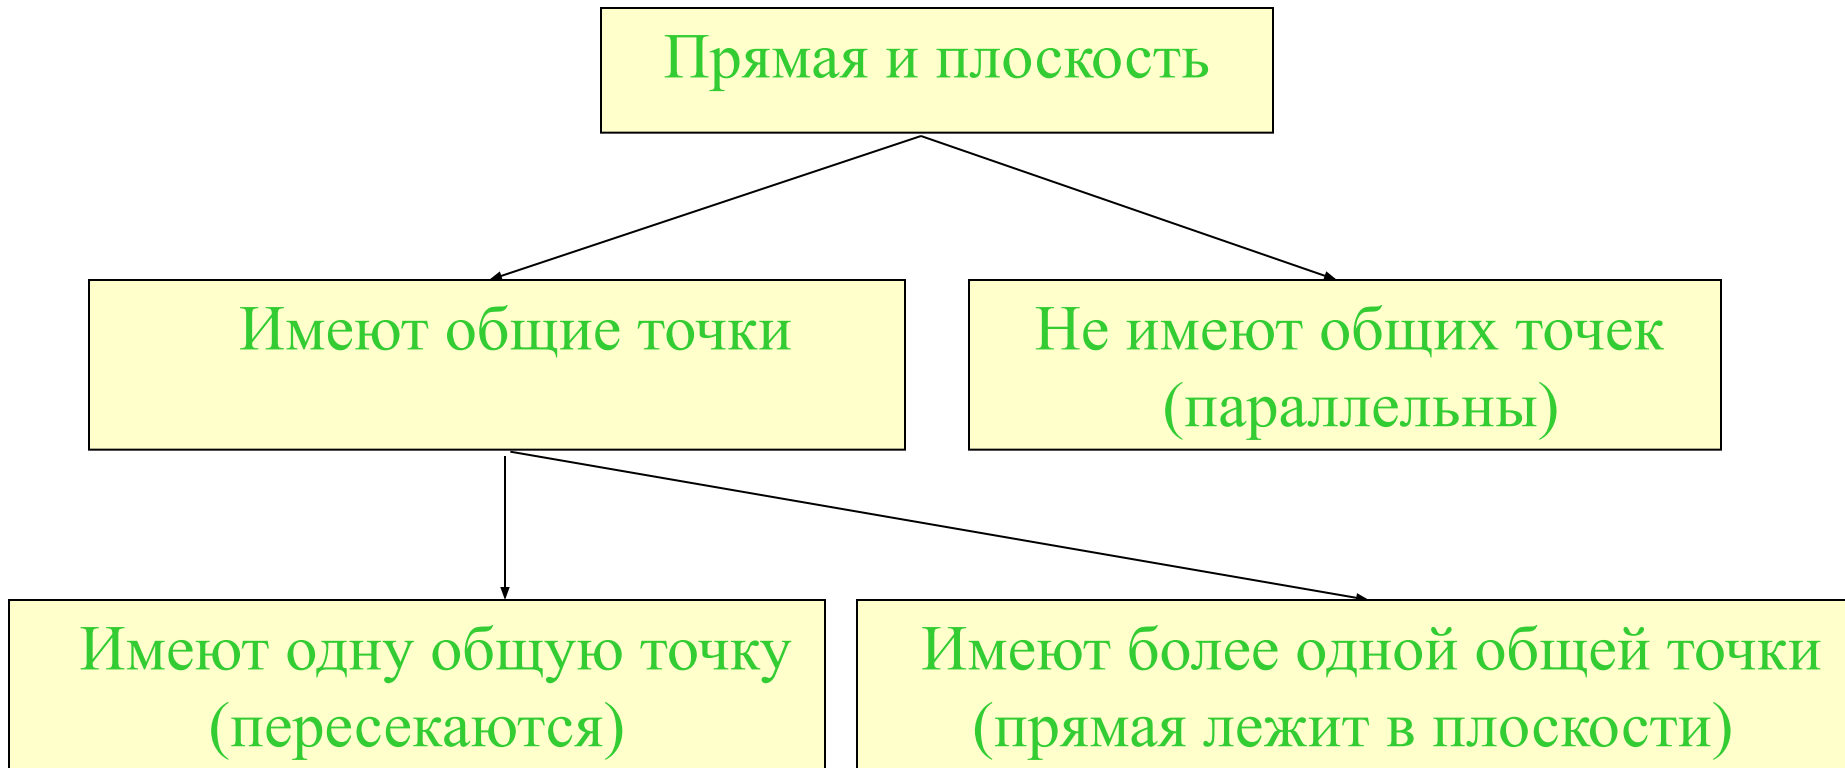 Прямая и плоскость
Имеют общие точки
Не имеют общих точек
(параллельны)
Имеют одну общую точку
(пересекаются)
Имеют более одной общей точки
(прямая лежит в плоскости)